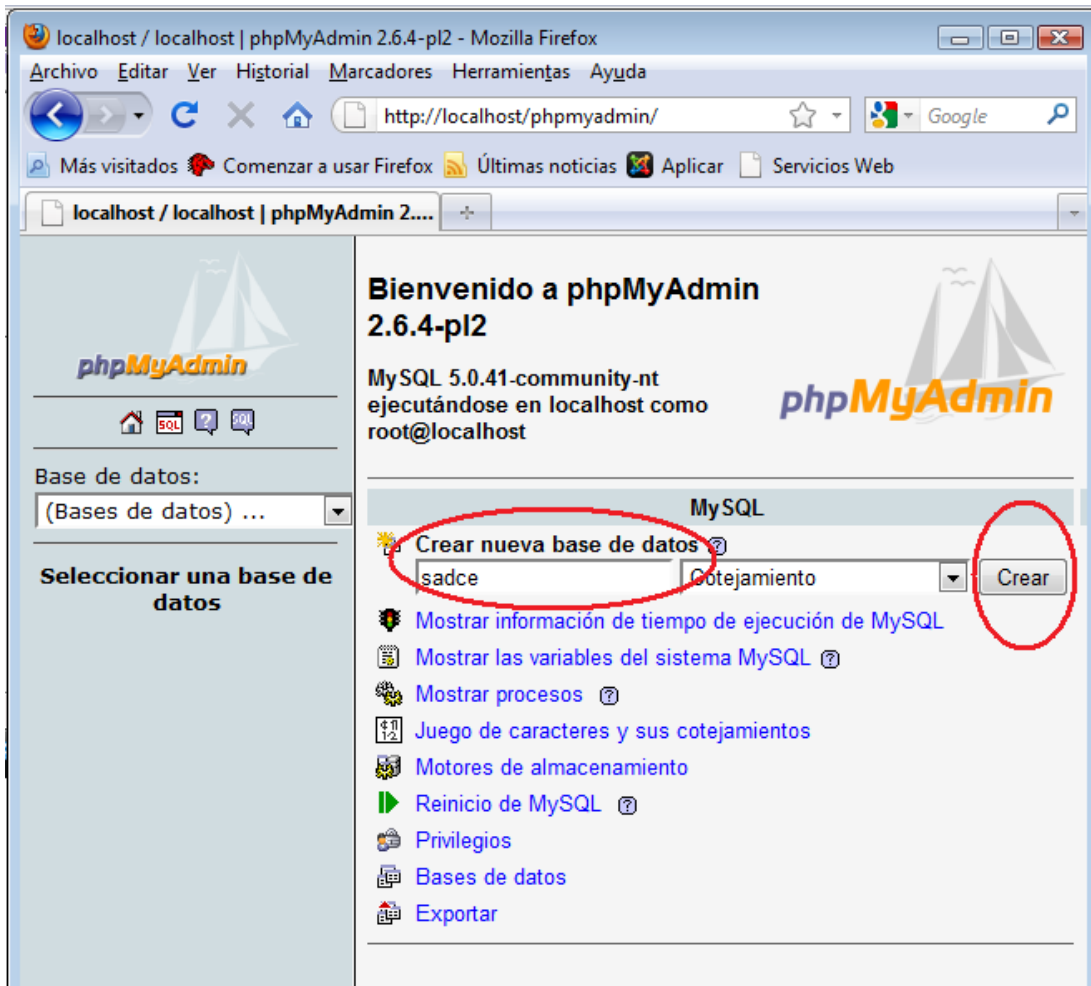 localhost / localhost | phpMyAdmin 2.6.4-pl2 - Mozilla Firefox
Archivo Editar Ver Historial Marcadores Herramientas Ayuda
http://localhost/phpmyadmin/ Google
Más visitados Comenzar a usar Firefox Últimas noticias Aplicar Servicios Web
localhost / localhost | phpMyAdmin 2....
phpMyAdmin
SQL SQL
Base de datos:
(Bases de datos) ...
Seleccionar una base de
datos
Bienvenido a phpMyAdmin
2.6.4-pl2
MySQL 5.0.41-community-nt
ejecutándose en localhost como
root@localhost
phpMyAdmin
MySQL
Crear nueva base de datos
sadce Cotejamiento Crear
Mostrar información de tiempo de ejecución de MySQL
Mostrar las variables del sistema MySQL
Mostrar procesos
Juego de caracteres y sus cotejamientos
Motores de almacenamiento
Reinicio de MySQL
Privilegios
Bases de datos
Exportar